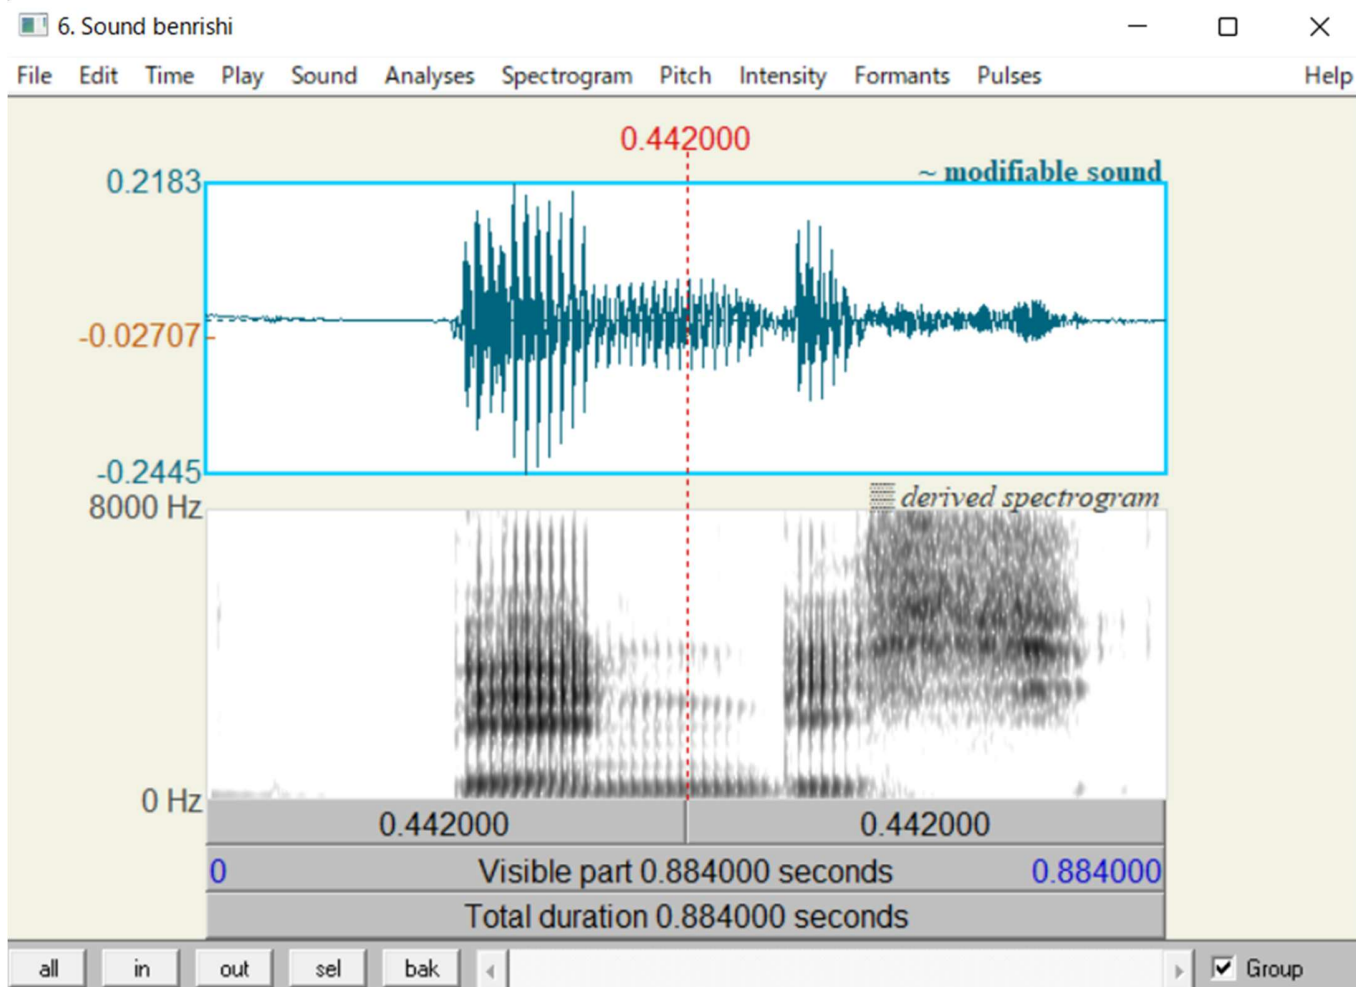 6. Sound benrishi
File Edit Time Play Sound Analyses Spectrogram Pitch Intensity Formants Pulses Help
0.442000
0.2183
~ modifiable sound
-0.02707
-0.2445
derived spectrogram
8000 Hz
0 Hz
0.442000 0.442000
0 Visible part 0.884000 seconds 0.884000
Total duration 0.884000 seconds
all in out sel bak Group